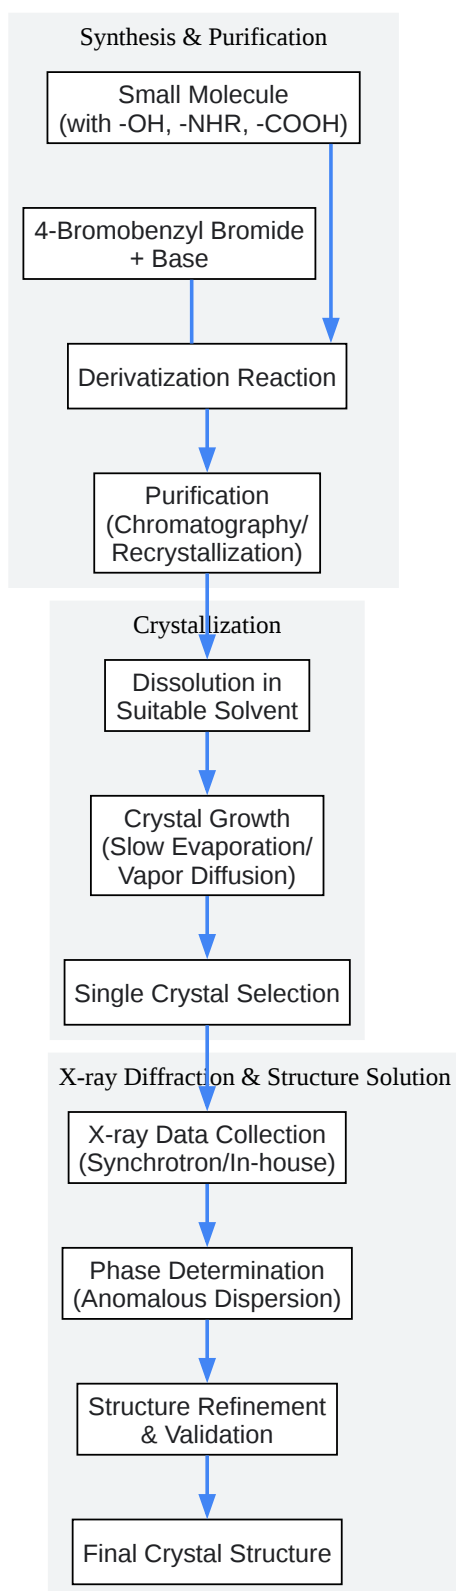 Synthesis & Purification
Small Molecule
(with -OH, -NHR, -COOH)
4-Bromobenzyl Bromide
+ Base
Derivatization Reaction
Purification
(Chromatography/
Recrystallization)
Crystallization
Dissolution in
Suitable Solvent
Crystal Growth
(Slow Evaporation/
Vapor Diffusion)
Single Crystal Selection
X-ray Diffraction & Structure Solution
X-ray Data Collection
(Synchrotron/In-house)
Phase Determination
(Anomalous Dispersion)
Structure Refinement
& Validation
Final Crystal Structure